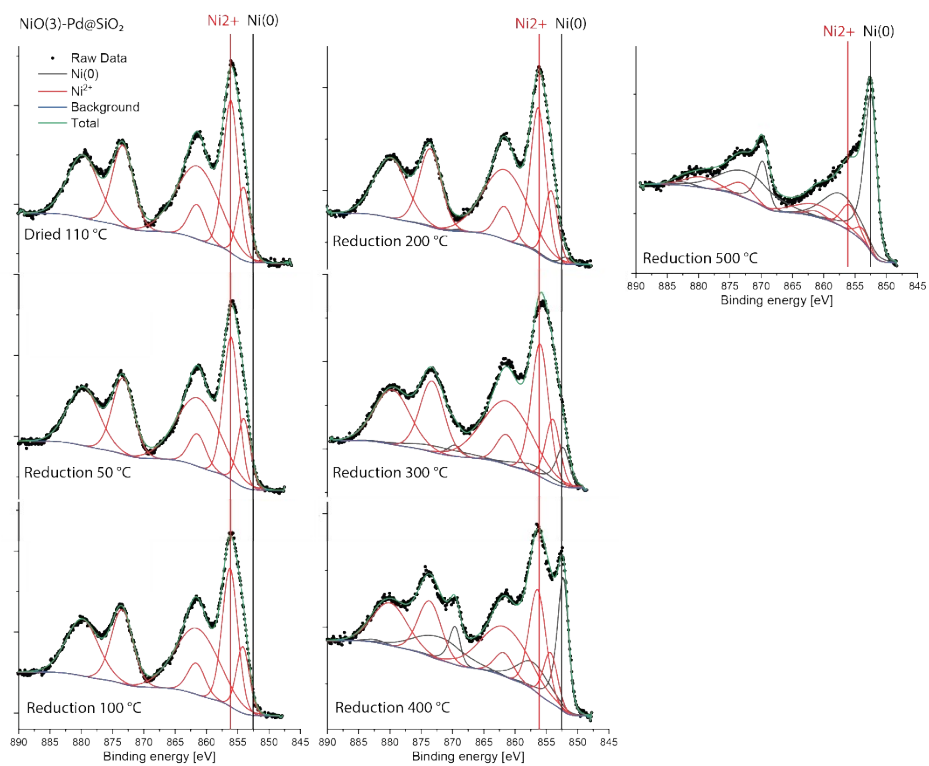 NiO(3)-Pd@SiO₂
Ni2+ Ni(0)
Ni2+ Ni(0)
Ni2+ Ni(0)
Raw Data
Ni(0)
Ni²⁺
Background
Total
Dried 110 °C
Reduction 200 °C
Reduction 500 °C
890 885 880 875 870 865 860 855 850 845
Binding energy [eV]
Reduction 50 °C
Reduction 300 °C
Reduction 100 °C
Reduction 400 °C
890 885 880 875 870 865 860 855 850 845
Binding energy [eV]
890 885 880 875 870 865 860 855 850 845
Binding energy [eV]